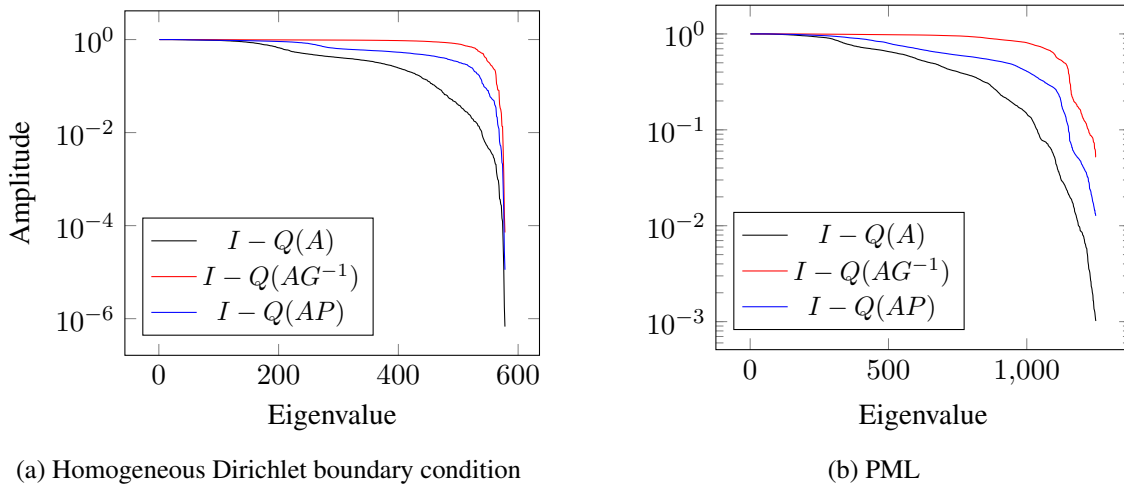 10^0
10^{-2}
10^{-4}
10^{-6}
Amplitude
I − Q(A)
I − Q(AG^{-1})
I − Q(AP)
0
200
400
600
Eigenvalue
(a) Homogeneous Dirichlet boundary condition
10^0
10^{-1}
10^{-2}
10^{-3}
I − Q(A)
I − Q(AG^{-1})
I − Q(AP)
0
500
1,000
Eigenvalue
(b) PML